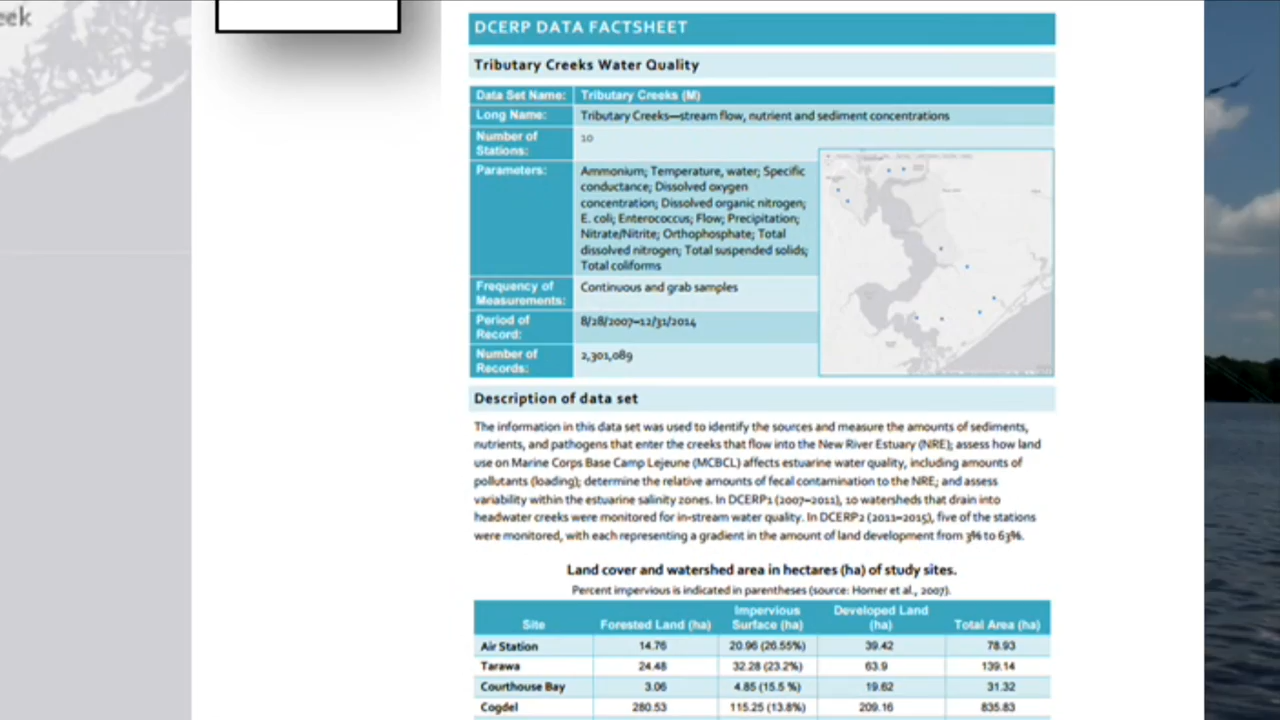 eek
DCERP DATA FACTSHEET
Tributary Creeks Water Quality
Data Set Name: Tributary Creeks (M)
Long Name: Tributary Creeks—stream flow, nutrient and sediment concentrations
Number of Stations: 10
Parameters: Ammonium; Temperature, water; Specific
conductance; Dissolved oxygen
concentration; Dissolved organic nitrogen;
E. coli; Enterococcus; Flow; Precipitation;
Nitrate/Nitrite; Orthophosphate; Total
dissolved nitrogen; Total suspended solids;
Total coliforms
Frequency of Measurements: Continuous and grab samples
Period of Record: 8/28/2007–12/31/2014
Number of Records: 2,301,089
Description of data set
The information in this data set was used to identify the sources and measure the amounts of sediments,
nutrients, and pathogens that enter the creeks that flow into the New River Estuary (NRE); assess how land
use on Marine Corps Base Camp Lejeune (MCBCL) affects estuarine water quality, including amounts of
pollutants (loading); determine the relative amounts of fecal contamination to the NRE; and assess
variability within the estuarine salinity zones. In DCERP1 (2007–2011), 10 watersheds that drain into
headwater creeks were monitored for in-stream water quality. In DCERP2 (2011–2015), five of the stations
were monitored, with each representing a gradient in the amount of land development from 3% to 63%.
Land cover and watershed area in hectares (ha) of study sites.
Percent impervious is indicated in parentheses (source: Homer et al., 2007).
Site Forested Land (ha) Impervious Surface (ha) Developed Land (ha) Total Area (ha)
Air Station 14.76 20.96 (26.55%) 39.42 78.93
Tarawa 24.48 32.28 (23.2%) 63.9 139.14
Courthouse Bay 3.06 4.85 (15.5 %) 19.62 31.32
Cogdel 280.53 115.25 (13.8%) 209.16 835.83